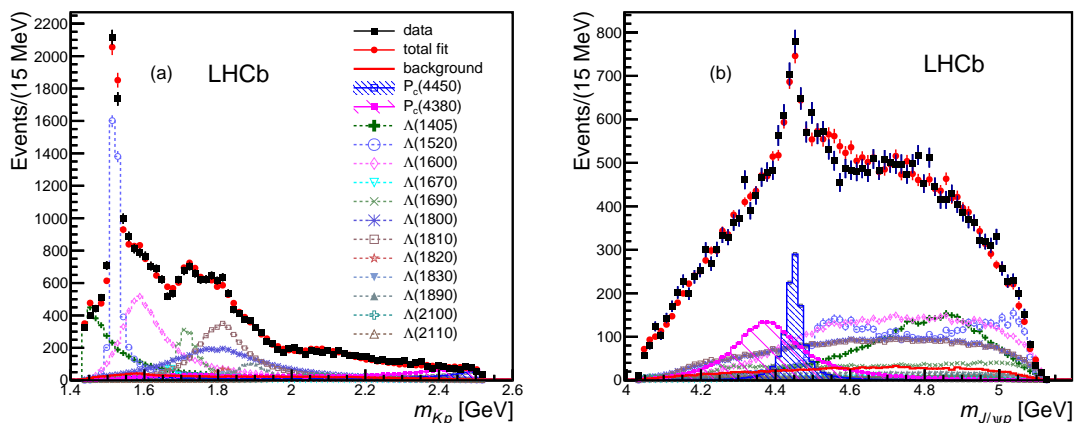 Events/(15 MeV)
2200
2000
1800
1600
1400
1200
1000
800
600
400
200
0
1.4
1.6
1.8
2
2.2
2.4
2.6
m_{Kp} [GeV]
(a)
LHCb
data
total fit
background
P_c(4450)
P_c(4380)
Λ(1405)
Λ(1520)
Λ(1600)
Λ(1670)
Λ(1690)
Λ(1800)
Λ(1810)
Λ(1820)
Λ(1830)
Λ(1890)
Λ(2100)
Λ(2110)
Events/(15 MeV)
800
700
600
500
400
300
200
100
0
4
4.2
4.4
4.6
4.8
5
m_{J/ψp} [GeV]
(b)
LHCb